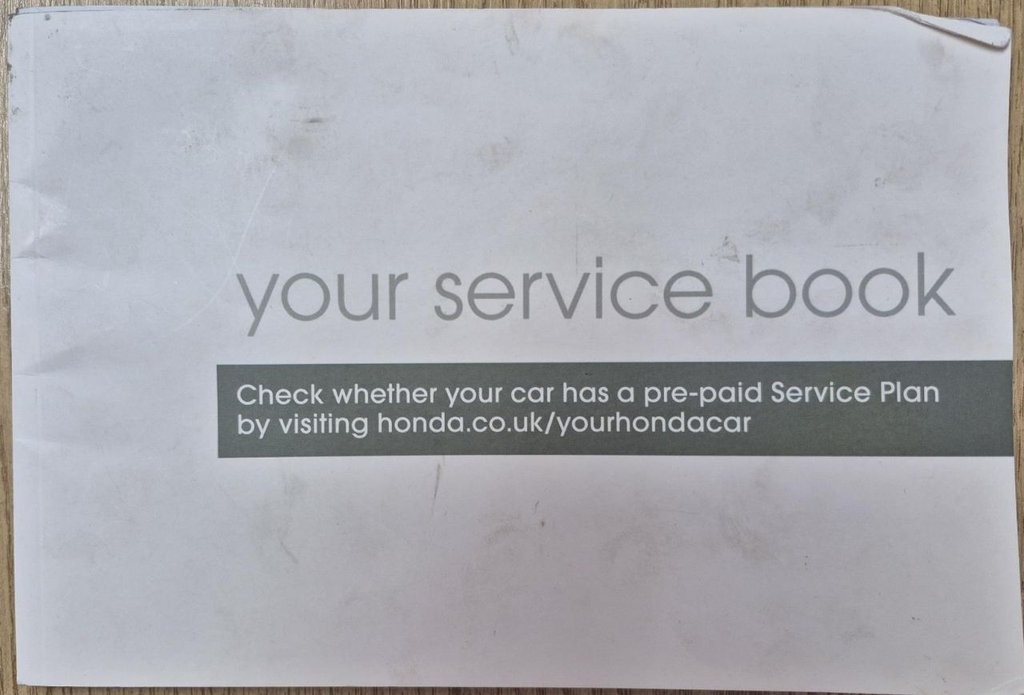 your service book
Check whether your car has a pre-paid Service Plan
by visiting honda.co.uk/yourhondacar